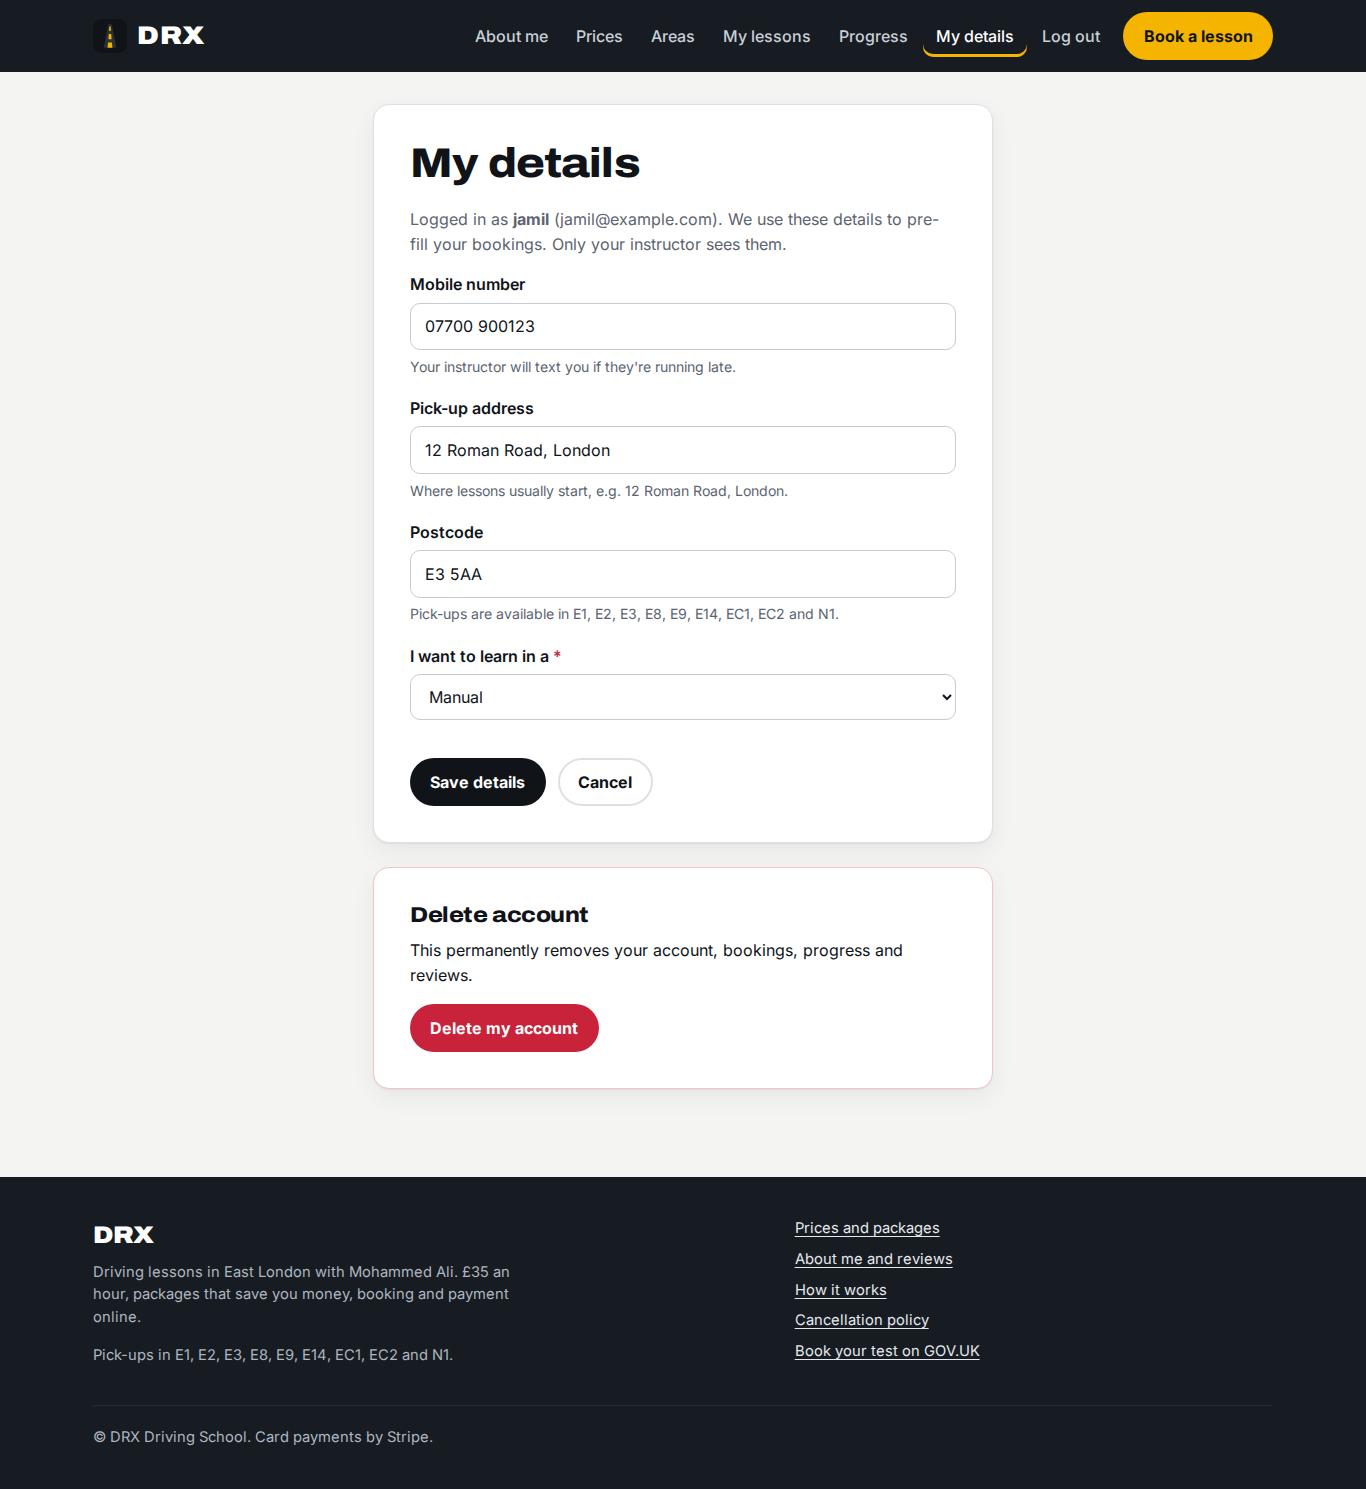 DRX
About me
Prices
Areas
My lessons
Progress
My details
Log out
Book a lesson
My details
Logged in as jamil (jamil@example.com). We use these details to pre-
fill your bookings. Only your instructor sees them.
Mobile number
07700 900123
Your instructor will text you if they're running late.
Pick-up address
12 Roman Road, London
Where lessons usually start, e.g. 12 Roman Road, London.
Postcode
E3 5AA
Pick-ups are available in E1, E2, E3, E8, E9, E14, EC1, EC2 and N1.
I want to learn in a *
Manual
Save details
Cancel
Delete account
This permanently removes your account, bookings, progress and
reviews.
Delete my account
DRX
Driving lessons in East London with Mohammed Ali. £35 an
hour, packages that save you money, booking and payment
online.
Pick-ups in E1, E2, E3, E8, E9, E14, EC1, EC2 and N1.
Prices and packages
About me and reviews
How it works
Cancellation policy
Book your test on GOV.UK
© DRX Driving School. Card payments by Stripe.